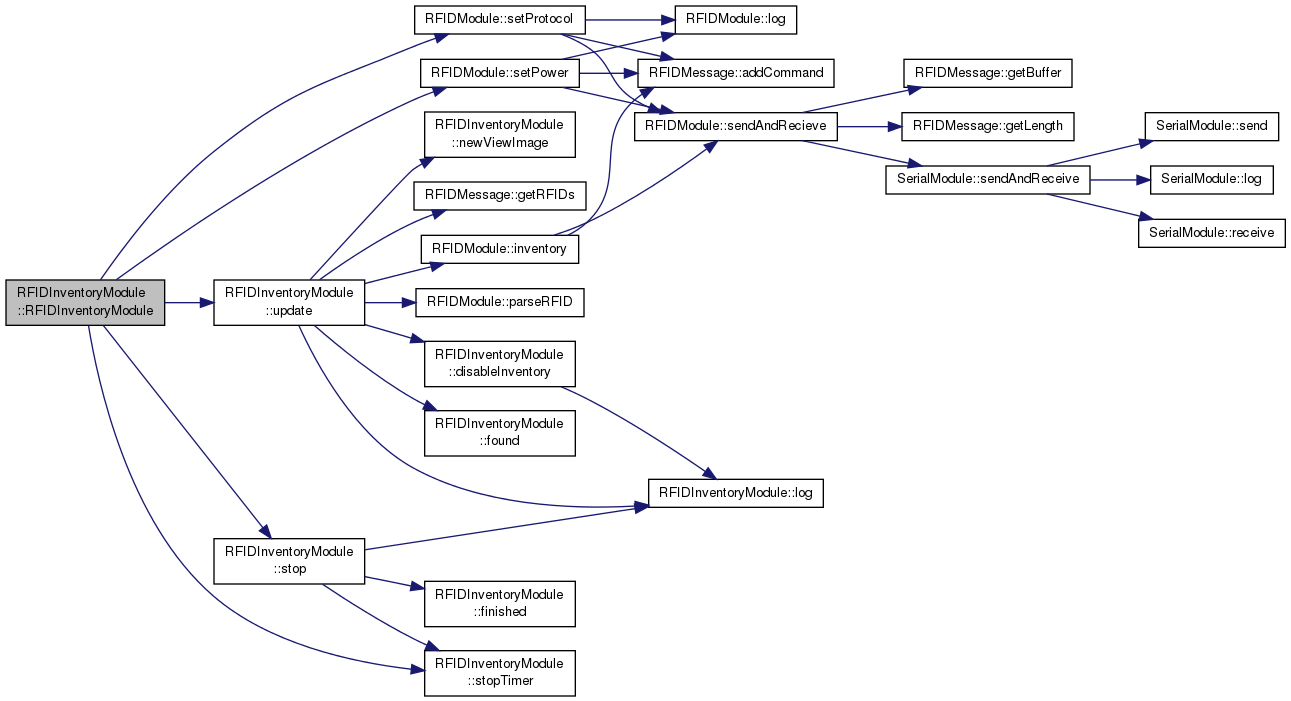 RFIDModule::setProtocol
RFIDModule::log
RFIDModule::setPower
RFIDMessage::addCommand
RFIDMessage::getBuffer
RFIDInventoryModule
::newViewImage
RFIDModule::sendAndRecieve
RFIDMessage::getLength
SerialModule::send
SerialModule::sendAndReceive
SerialModule::log
RFIDMessage::getRFIDs
SerialModule::receive
RFIDModule::inventory
RFIDInventoryModule
::RFIDInventoryModule
RFIDInventoryModule
::update
RFIDModule::parseRFID
RFIDInventoryModule
::disableInventory
RFIDInventoryModule
::found
RFIDInventoryModule::log
RFIDInventoryModule
::stop
RFIDInventoryModule
::finished
RFIDInventoryModule
::stopTimer